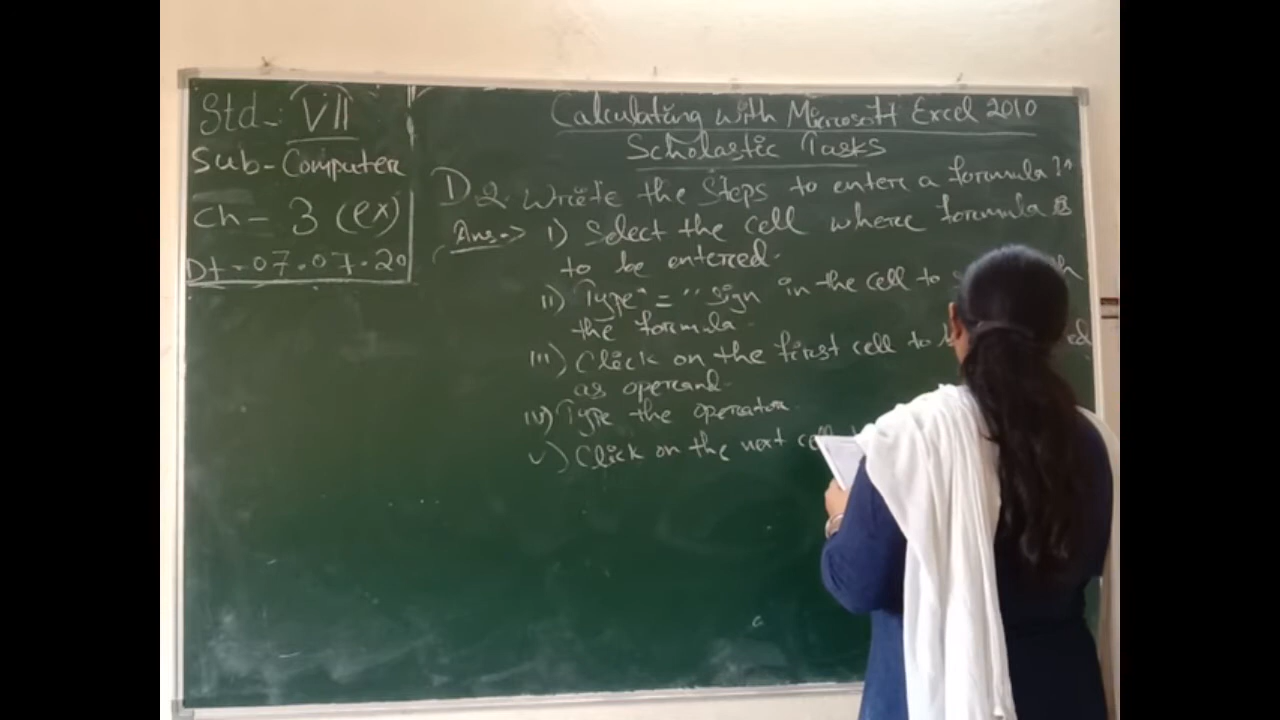 Std - VII
Sub - Computer
Ch - 3 (ex)
Dt - 07.07.20
Calculating with Microsoft Excel 2010
Scholastic Tasks
D 2. Write the Steps to enter a formula in
Ans -> i) Select the cell where formula is
to be entered.
ii) Type "=" sign in the cell to
the formula.
iii) Click on the first cell to
as operand.
iv) Type the operator.
v) Click on the next cell